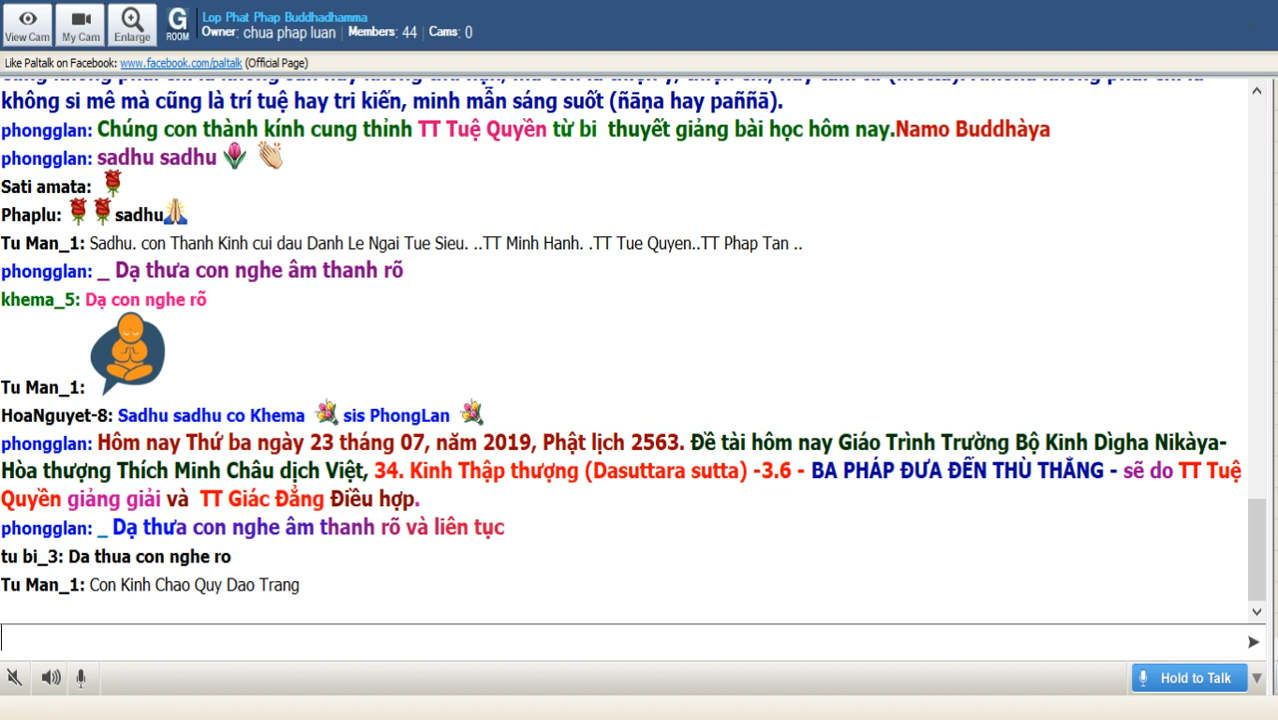 Lop Phat Phap Buddhadhamma
Owner: chua pháp luan | Members: 44 | Cams: 0
View Cam
My Cam
Enlarge
G
ROOM
Like Paltalk on Facebook: www.facebook.com/paltalk (Official Page)
không si mê mà cũng là trí tuệ hay tri kiến, minh mẫn sáng suốt (ñāṇa hay paññā).
phongglan: Chúng con thành kính cung thỉnh TT Tuệ Quyền từ bi thuyết giảng bài học hôm nay.Namo Buddhàya
phongglan: sadhu sadhu
Sati amata:
Phaplu: sadhu
Tu Man_1: Sadhu. con Thanh Kinh cui dau Danh Le Ngai Tue Sieu. ..TT Minh Hanh. .TT Tue Quyen..TT Phap Tan ..
phongglan: _ Dạ thưa con nghe âm thanh rõ
khema_5: Dạ con nghe rõ
Tu Man_1:
HoaNguyet-8: Sadhu sadhu co Khema sis PhongLan
phongglan: Hôm nay Thứ ba ngày 23 tháng 07, năm 2019, Phật lịch 2563. Đề tài hôm nay Giáo Trình Trường Bộ Kinh Dìgha Nikàya-
Hòa thượng Thích Minh Châu dịch Việt, 34. Kinh Thập thượng (Dasuttara sutta) -3.6 - BA PHÁP ĐƯA ĐẾN THÙ THẮNG - sẽ do TT Tuệ
Quyền giảng giải và TT Giác Đẳng Điều hợp.
phongglan: _ Dạ thưa con nghe âm thanh rõ và liên tục
tu bi_3: Da thua con nghe ro
Tu Man_1: Con Kinh Chao Quy Dao Trang
Hold to Talk